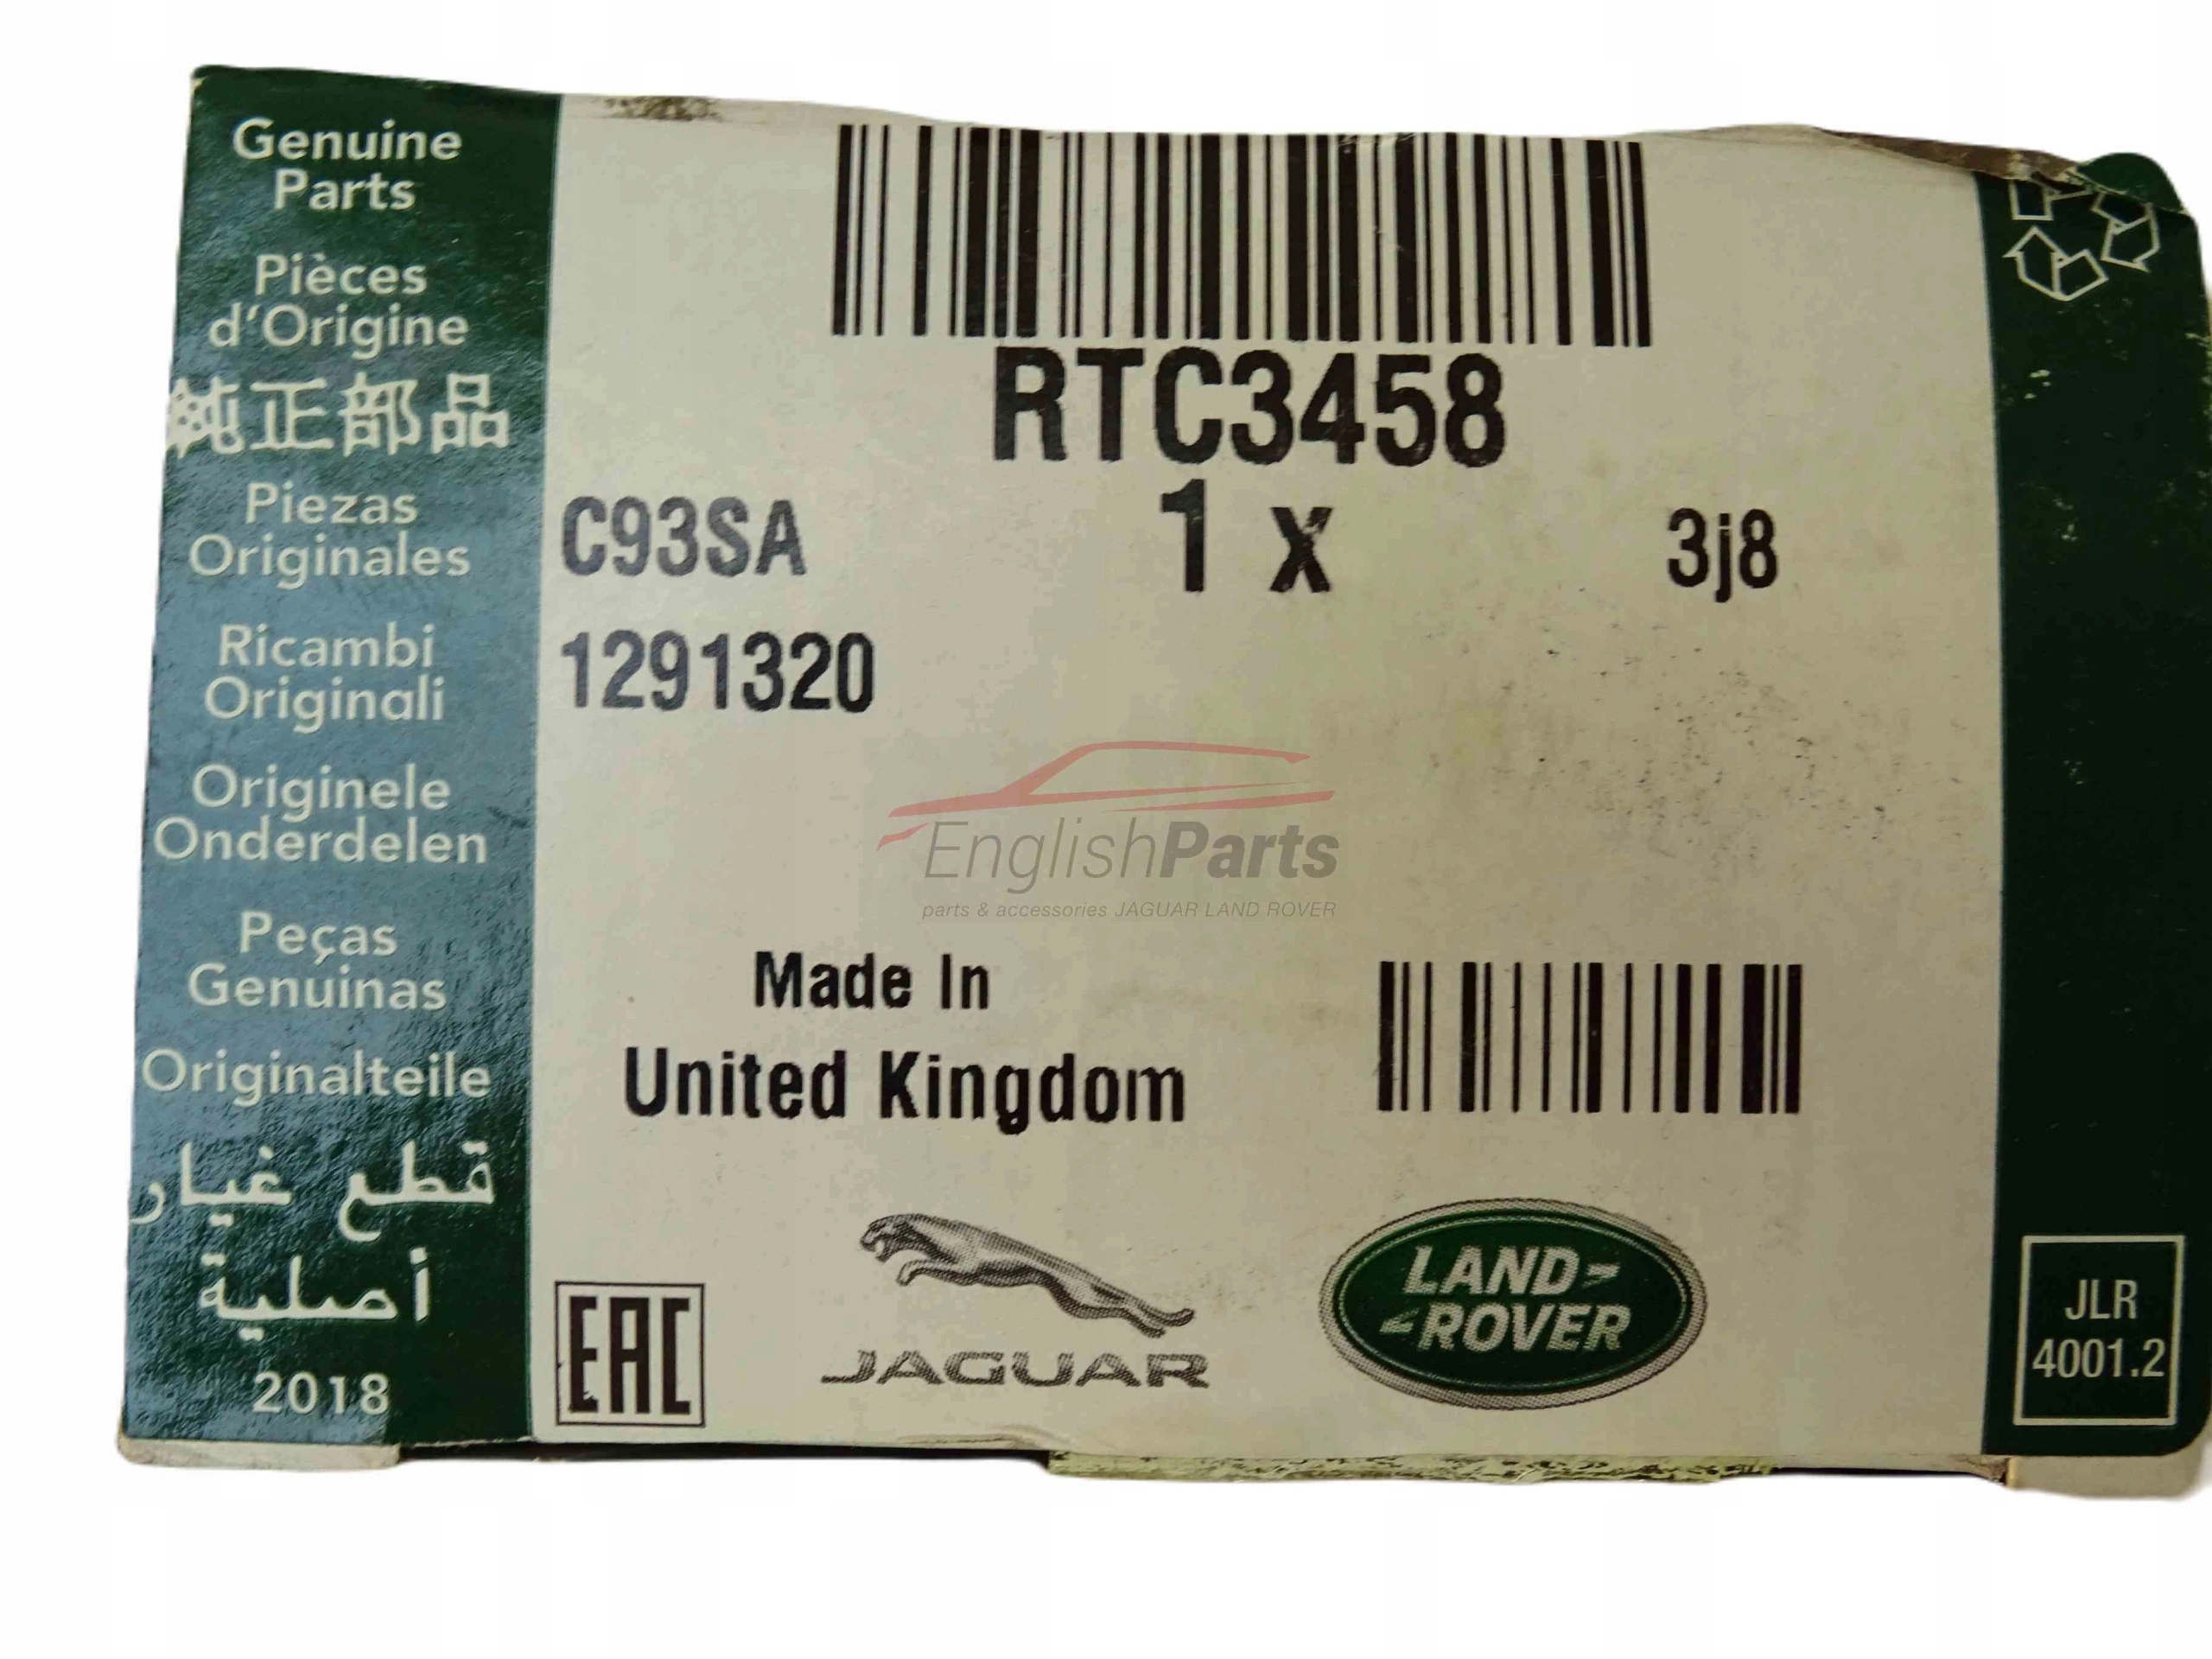 Genuine
Parts
Pièces
d'Origine
純正部品
Piezas
Originales
Ricambi
Originali
Originele
Onderdelen
Peças
Genuinas
Originalteile
قطع غيار
أصلية
2018
RTC3458
C93SA 1 x 3j8
1291320
EnglishParts
parts & accessories JAGUAR LAND ROVER
Made In
United Kingdom
EAC
JAGUAR
LAND-
-ROVER
JLR
4001.2